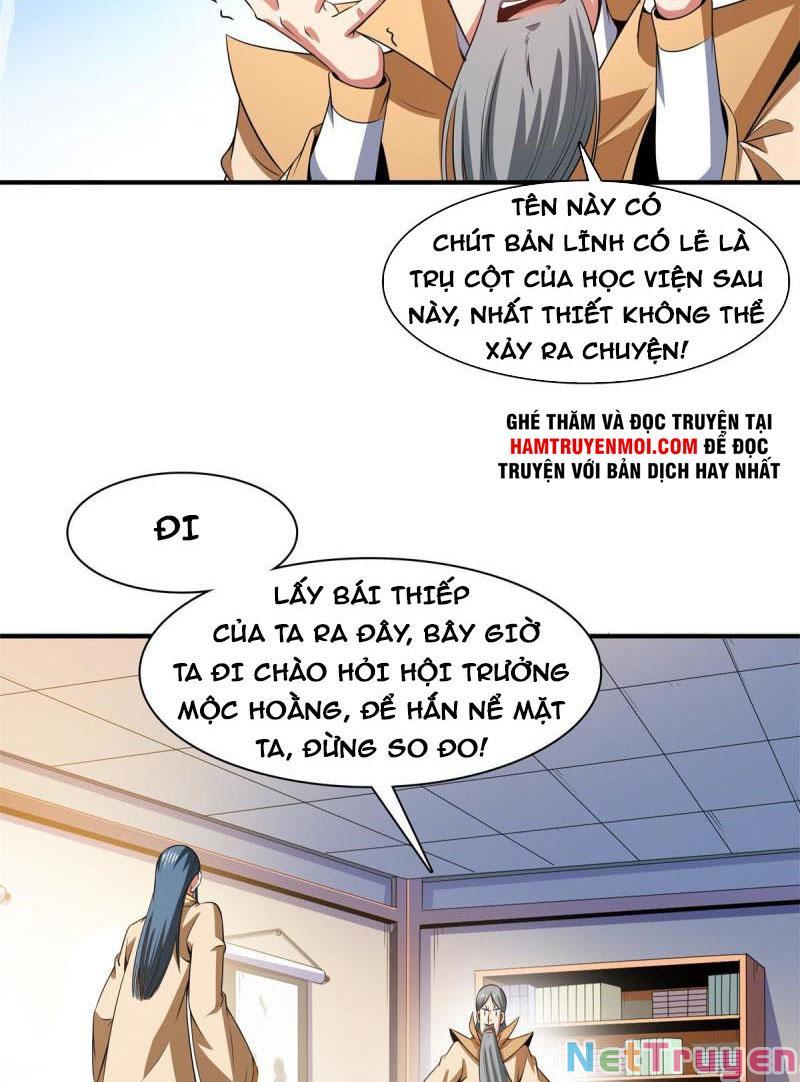 TÊN NÀY CÓ
CHÚT BẢN LĨNH CÓ LẼ LÀ
TRỤ CỘT CỦA HỌC VIỆN SAU
NÀY, NHẤT THIẾT KHÔNG THỂ
XẢY RA CHUYỆN!
GHÉ THĂM VÀ ĐỌC TRUYỆN TẠI
HAMTRUYENMOI.COM ĐỂ ĐỌC
TRUYỆN VỚI BẢN DỊCH HAY NHẤT
ĐI
LẤY BÁI THIẾP
CỦA TA RA ĐÂY, BÂY GIỜ
TA ĐI CHÀO HỎI HỘI TRƯỞNG
MỘC HOẰNG, ĐỂ HẮN NỂ MẶT
TA, ĐỪNG SO ĐO!
NetTruyen